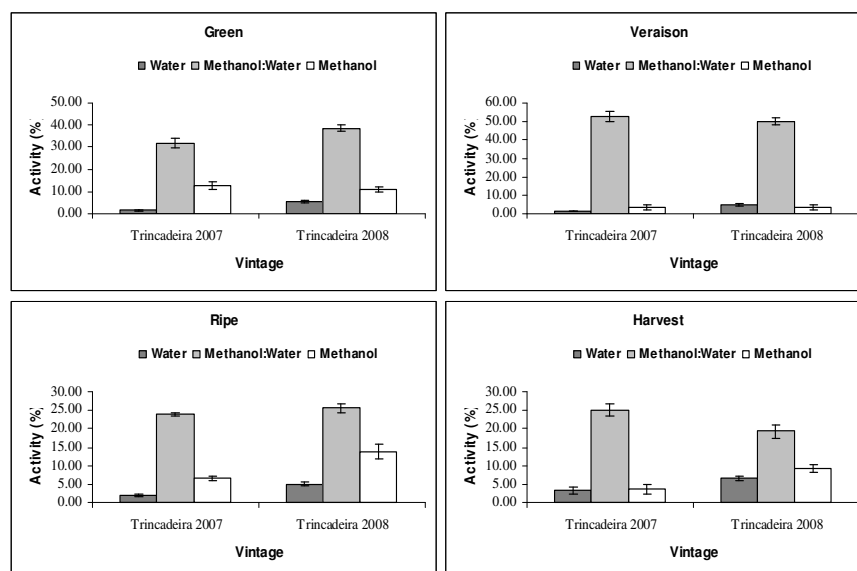 Green
Water Methanol:Water Methanol
50.00
40.00
30.00
20.00
10.00
0.00
Activity (%)
Trincadeira 2007 Trincadeira 2008
Vintage
Veraison
Water Methanol:Water Methanol
60.00
50.00
40.00
30.00
20.00
10.00
0.00
Activity (%)
Trincadeira 2007 Trincadeira 2008
Vintage
Ripe
Water Methanol:Water Methanol
30.00
25.00
20.00
15.00
10.00
5.00
0.00
Activity (%)
Trincadeira 2007 Trincadeira 2008
Vintage
Harvest
Water Methanol:Water Methanol
30.00
25.00
20.00
15.00
10.00
5.00
0.00
Activity (%)
Trincadeira 2007 Trincadeira 2008
Vintage